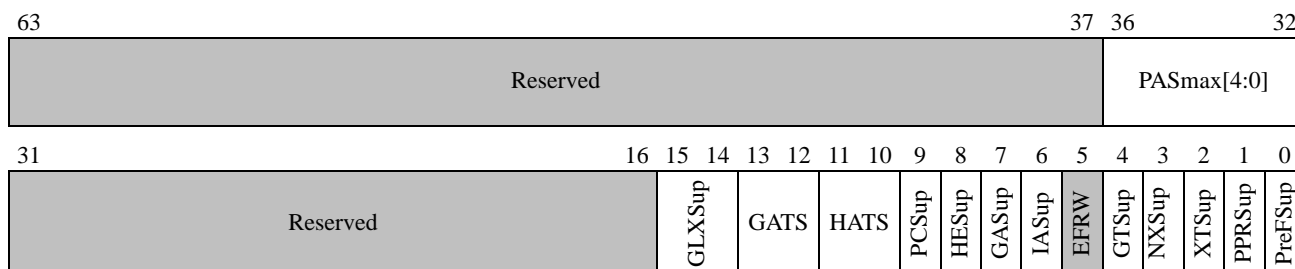 63 37 36 32
Reserved PASmax[4:0]
31 16 15 14 13 12 11 10 9 8 7 6 5 4 3 2 1 0
Reserved GLXSup GATS HATS PCSup HESup GASup IASup EFRW GTSup NXSup XTSup PPRSup PreFSup